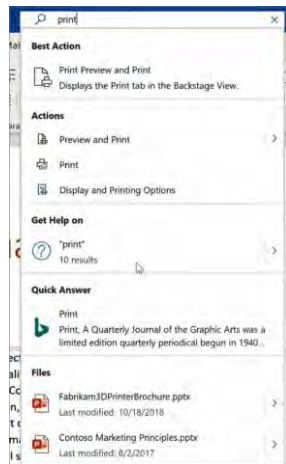 print
Best Action
Print Preview and Print
Displays the Print tab in the Backstage View.
Actions
Preview and Print
Print
Display and Printing Options
Get Help on
"print"
10 results
Quick Answer
Print
Print, A Quarterly Journal of the Graphic Arts was a
limited edition quarterly periodical begun in 1940...
Files
Fabrikam3DPrinterBrochure.pptx
Last modified: 10/18/2018
Contoso Marketing Principles.pptx
Last modified: 8/2/2017